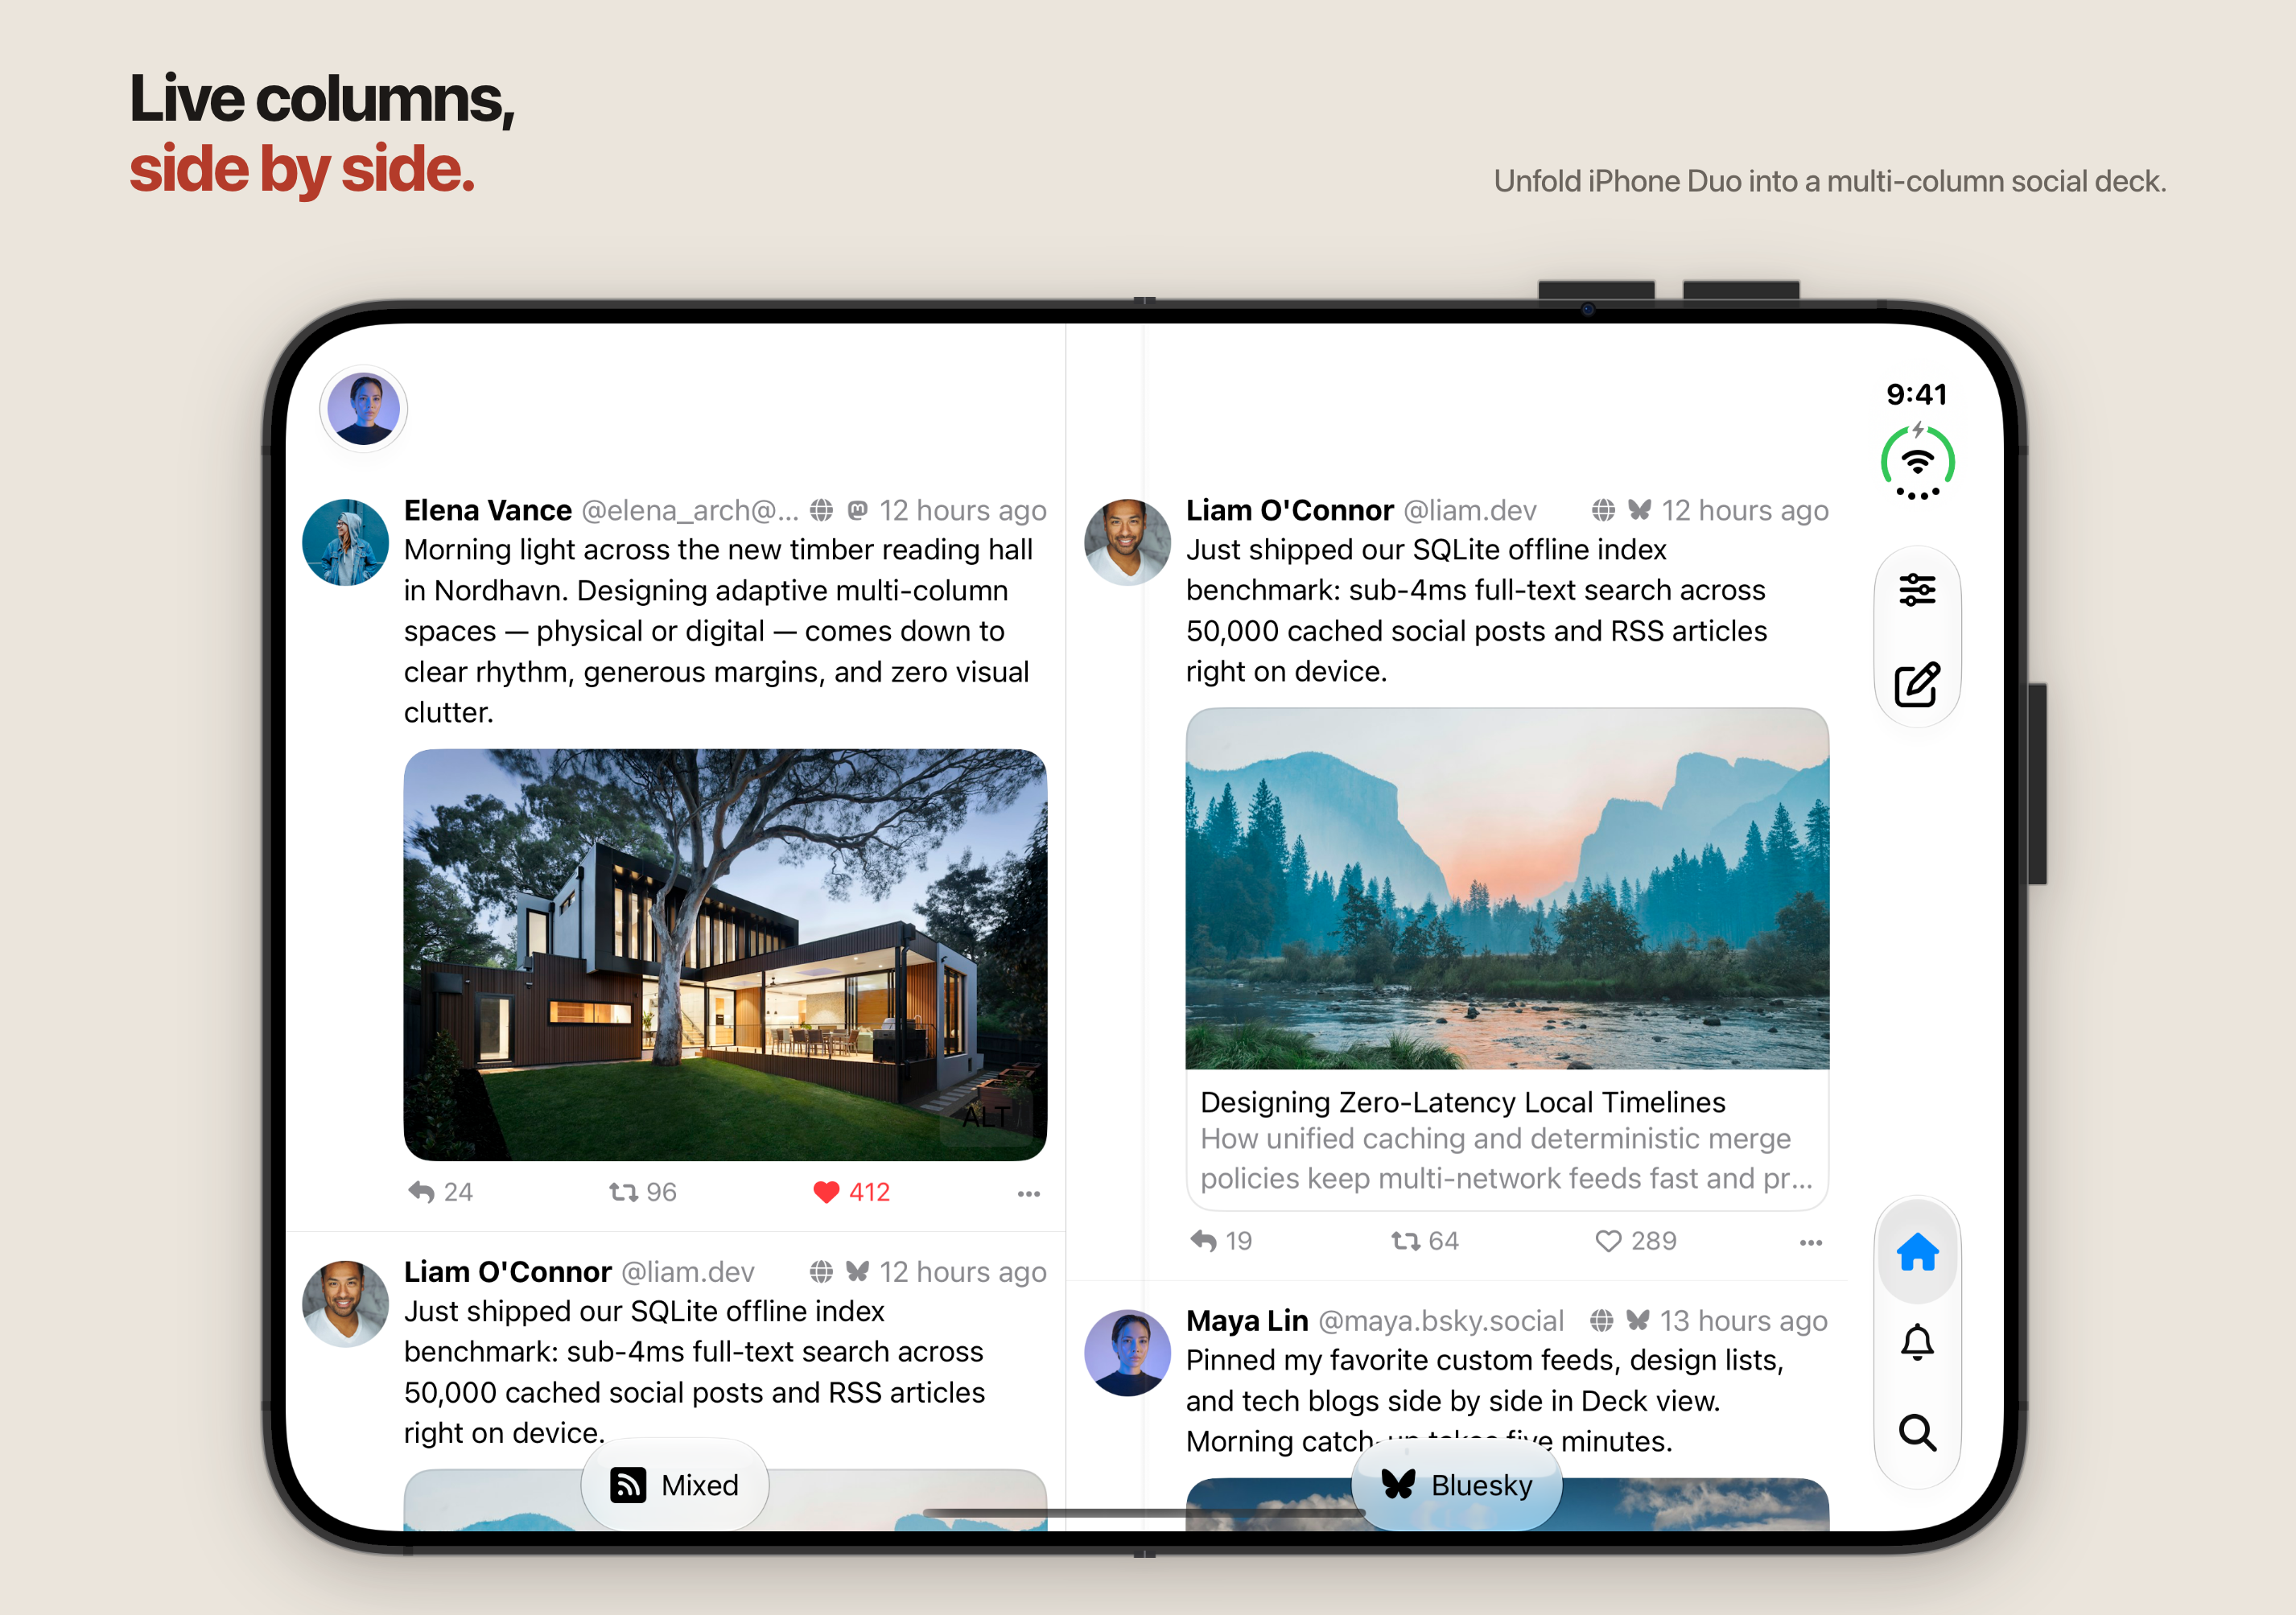 Live columns,
side by side.
Unfold iPhone Duo into a multi-column social deck.
9:41
Elena Vance @elena_arch@... 12 hours ago
Morning light across the new timber reading hall
in Nordhavn. Designing adaptive multi-column
spaces — physical or digital — comes down to
clear rhythm, generous margins, and zero visual
clutter.
ALT
24 96 412
Liam O'Connor @liam.dev 12 hours ago
Just shipped our SQLite offline index
benchmark: sub-4ms full-text search across
50,000 cached social posts and RSS articles
right on device.
Mixed
Liam O'Connor @liam.dev 12 hours ago
Just shipped our SQLite offline index
benchmark: sub-4ms full-text search across
50,000 cached social posts and RSS articles
right on device.
Designing Zero-Latency Local Timelines
How unified caching and deterministic merge
policies keep multi-network feeds fast and pr...
19 64 289
Maya Lin @maya.bsky.social 13 hours ago
Pinned my favorite custom feeds, design lists,
and tech blogs side by side in Deck view.
Morning catch-up takes five minutes.
Bluesky